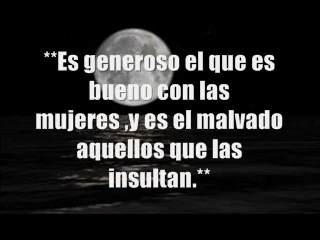 **Es generoso el que es
bueno con las
mujeres ,y es el malvado
aquellos que las
insultan.**